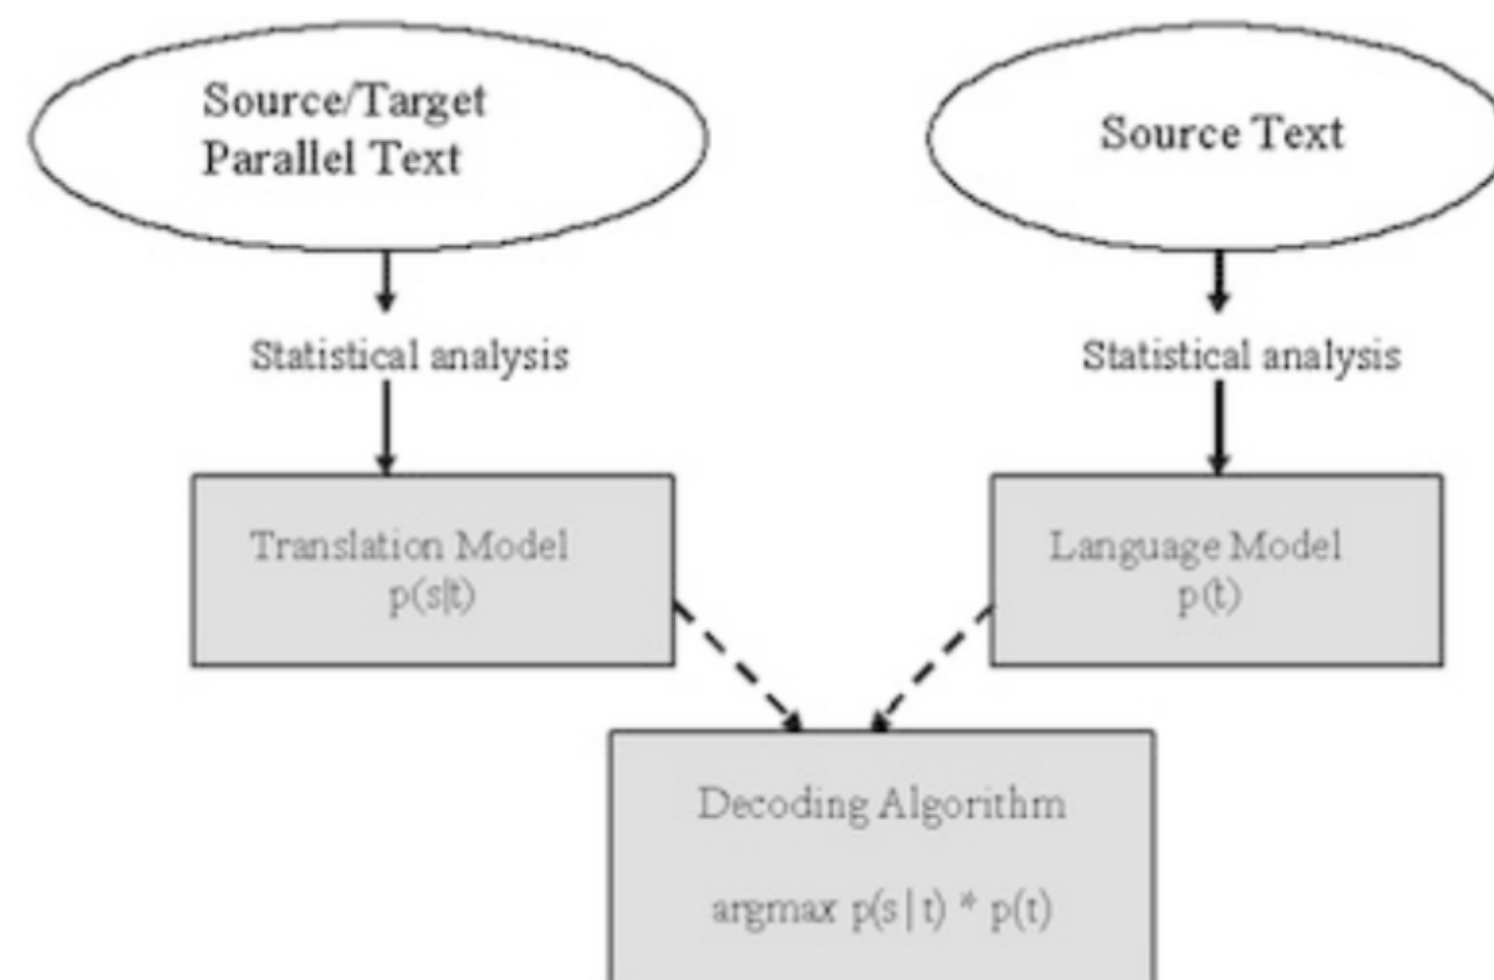 Source/Target
Parallel Text
Source Text
Statistical analysis
Statistical analysis
Translation Model
p(s|t)
Language Model
p(t)
Decoding Algorithm
argmax p(s|t) * p(t)